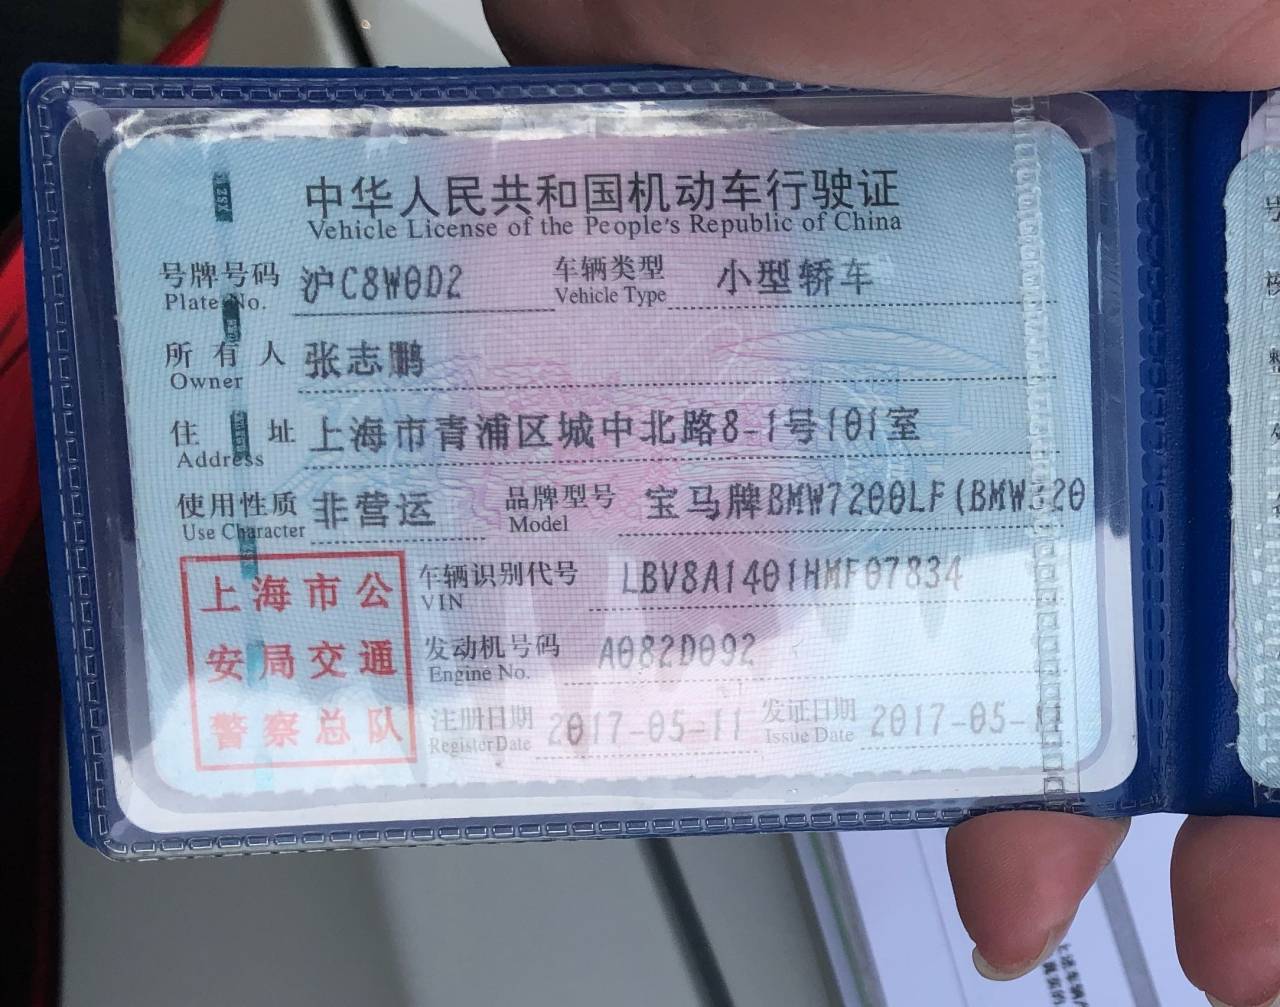 中华人民共和国机动车行驶证
Vehicle License of the People's Republic of China
号牌号码 沪C8W0D2 车辆类型 小型轿车
Plate No. Vehicle Type
所有人 张志鹏
Owner
住址 上海市青浦区城中北路8-1号101室
Address
使用性质 非营运 品牌型号 宝马牌BMW7200LF(BMW520
Use Character Model
上海市公
安局交通
警察总队
车辆识别代号 LBV8A1401HMF07834
VIN
发动机号码 A082D092
Engine No.
注册日期 2017-05-11 发证日期 2017-05-
Register Date Issue Date